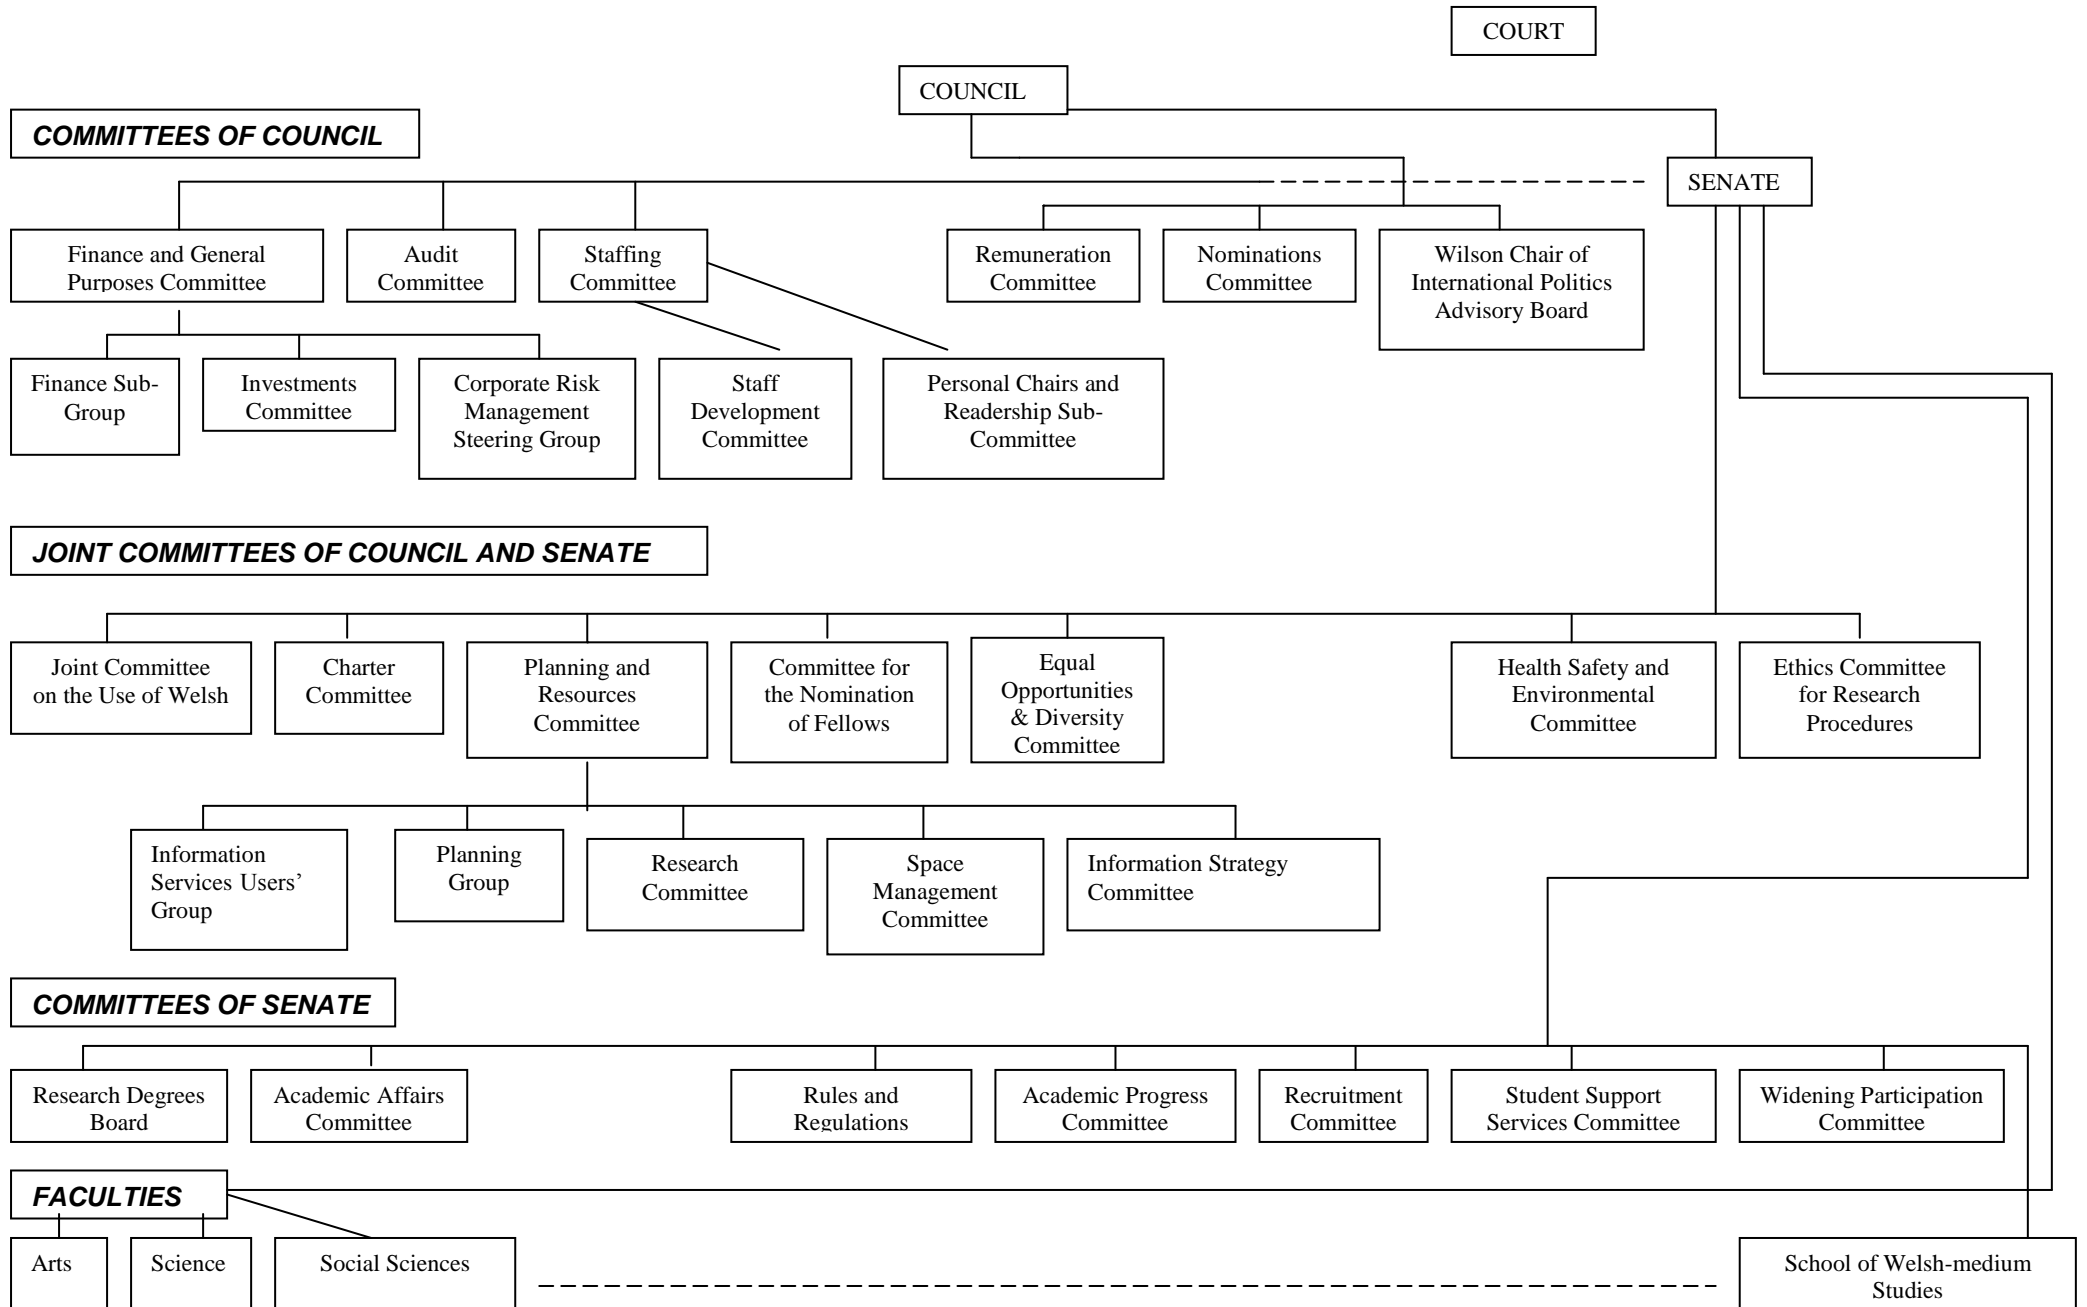 COURT
COUNCIL
COMMITTEES OF COUNCIL
SENATE
Finance and General
Purposes Committee
Audit
Committee
Staffing
Committee
Remuneration
Committee
Nominations
Committee
Wilson Chair of
International Politics
Advisory Board
Finance Sub-
Group
Investments
Committee
Corporate Risk
Management
Steering Group
Staff
Development
Committee
Personal Chairs and
Readership Sub-
Committee
JOINT COMMITTEES OF COUNCIL AND SENATE
Joint Committee
on the Use of Welsh
Charter
Committee
Planning and
Resources
Committee
Committee for
the Nomination
of Fellows
Equal
Opportunities
& Diversity
Committee
Health Safety and
Environmental
Committee
Ethics Committee
for Research
Procedures
Information
Services Users’
Group
Planning
Group
Research
Committee
Space
Management
Committee
Information Strategy
Committee
COMMITTEES OF SENATE
Research Degrees
Board
Academic Affairs
Committee
Rules and
Regulations
Academic Progress
Committee
Recruitment
Committee
Student Support
Services Committee
Widening Participation
Committee
FACULTIES
Arts
Science
Social Sciences
School of Welsh-medium
Studies